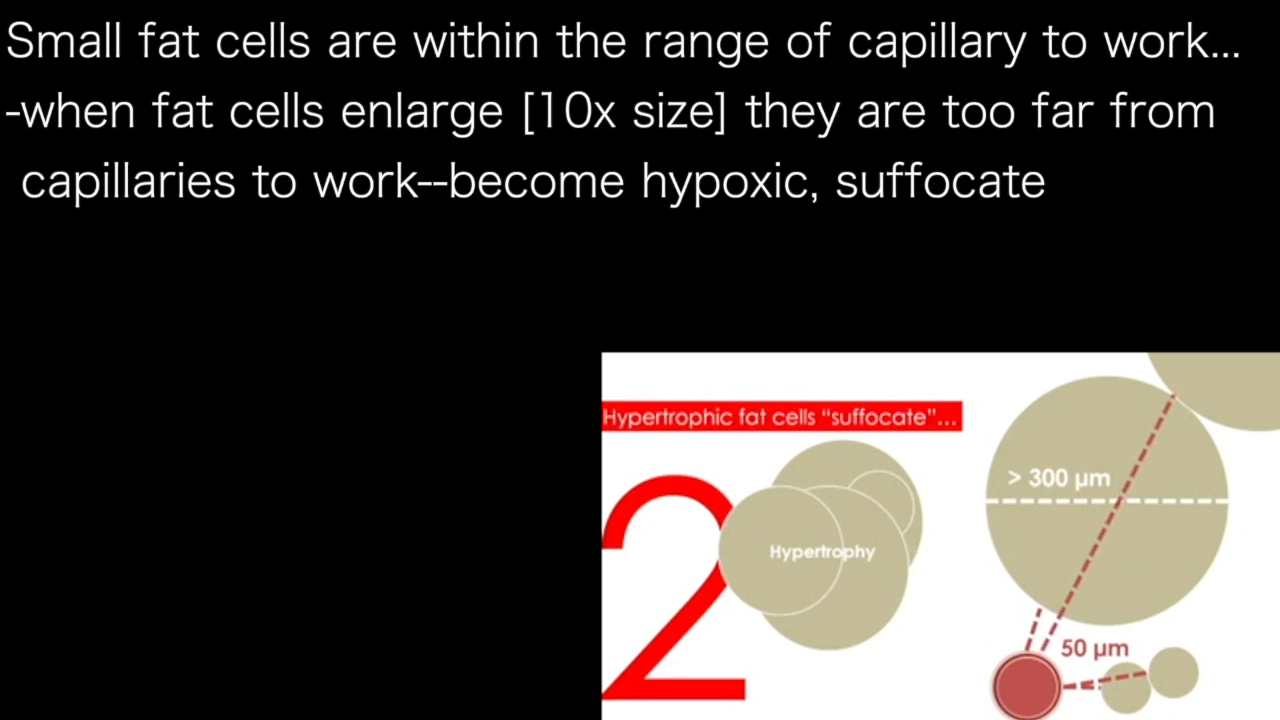 Small fat cells are within the range of capillary to work...
-when fat cells enlarge [10x size] they are too far from
capillaries to work--become hypoxic, suffocate
Hypertrophic fat cells “suffocate”...
2
Hypertrophy
> 300 µm
50 µm